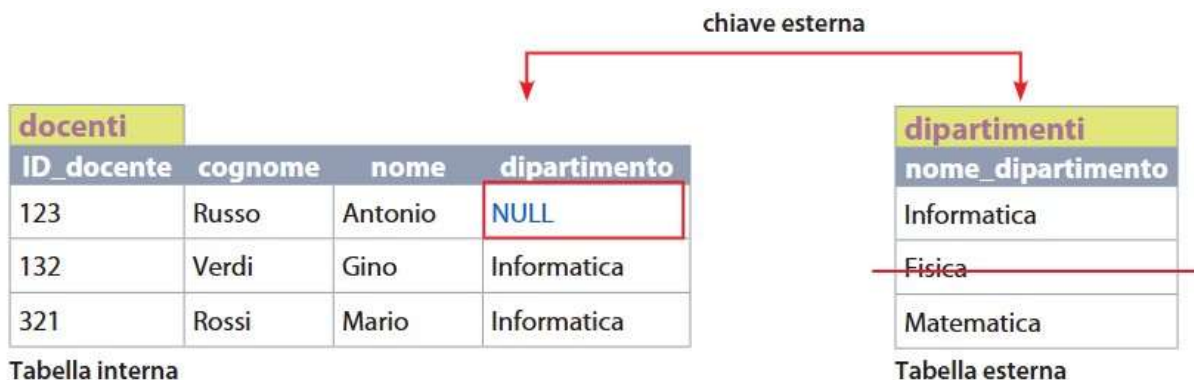 chiave esterna
docenti
ID_docente cognome nome dipartimento
123 Russo Antonio NULL
132 Verdi Gino Informatica
321 Rossi Mario Informatica
Tabella interna
dipartimenti
nome_dipartimento
Informatica
Fisica
Matematica
Tabella esterna